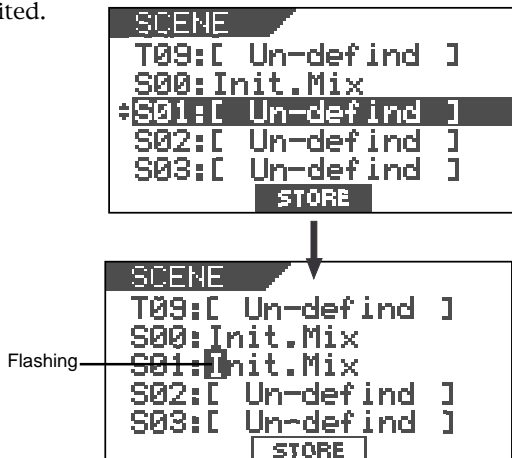 ited.
SCENE
T09:[ Un-defind ]
S00:Init.Mix
S01:[ Un-defind ]
S02:[ Un-defind ]
S03:[ Un-defind ]
STORE
SCENE
T09:[ Un-defind ]
S00:Init.Mix
Flashing
S01:Init.Mix
S02:[ Un-defind ]
S03:[ Un-defind ]
STORE